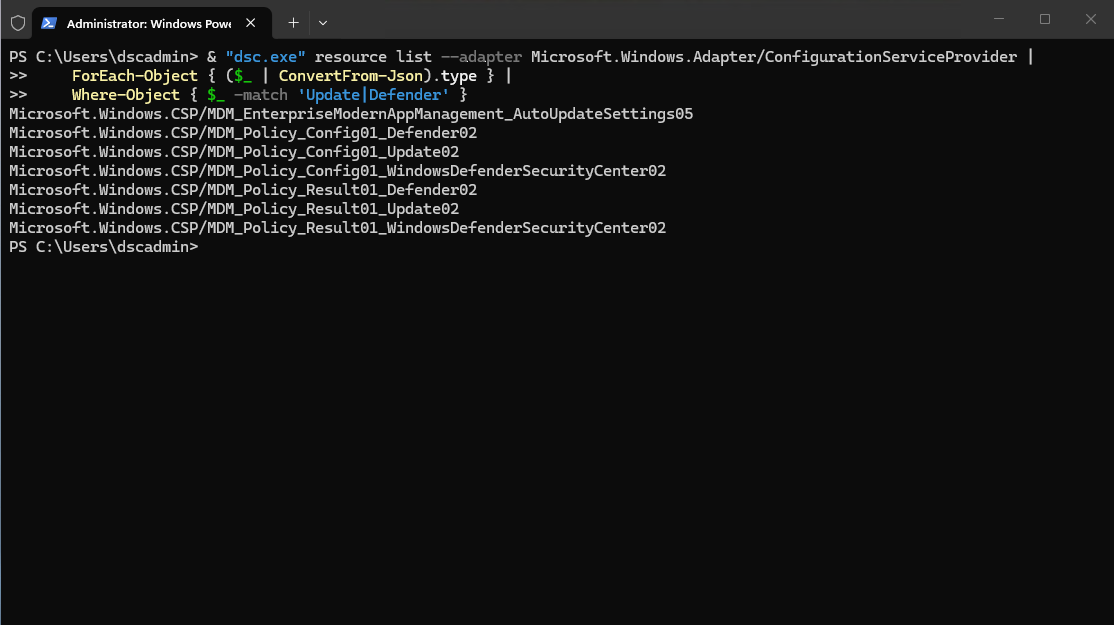 Administrator: Windows Powe
PS C:\Users\dscadmin> & "dsc.exe" resource list --adapter Microsoft.Windows.Adapter/ConfigurationServiceProvider |
>>     ForEach-Object { ($_ | ConvertFrom-Json).type } |
>>     Where-Object { $_ -match 'Update|Defender' }
Microsoft.Windows.CSP/MDM_EnterpriseModernAppManagement_AutoUpdateSettings05
Microsoft.Windows.CSP/MDM_Policy_Config01_Defender02
Microsoft.Windows.CSP/MDM_Policy_Config01_Update02
Microsoft.Windows.CSP/MDM_Policy_Config01_WindowsDefenderSecurityCenter02
Microsoft.Windows.CSP/MDM_Policy_Result01_Defender02
Microsoft.Windows.CSP/MDM_Policy_Result01_Update02
Microsoft.Windows.CSP/MDM_Policy_Result01_WindowsDefenderSecurityCenter02
PS C:\Users\dscadmin>